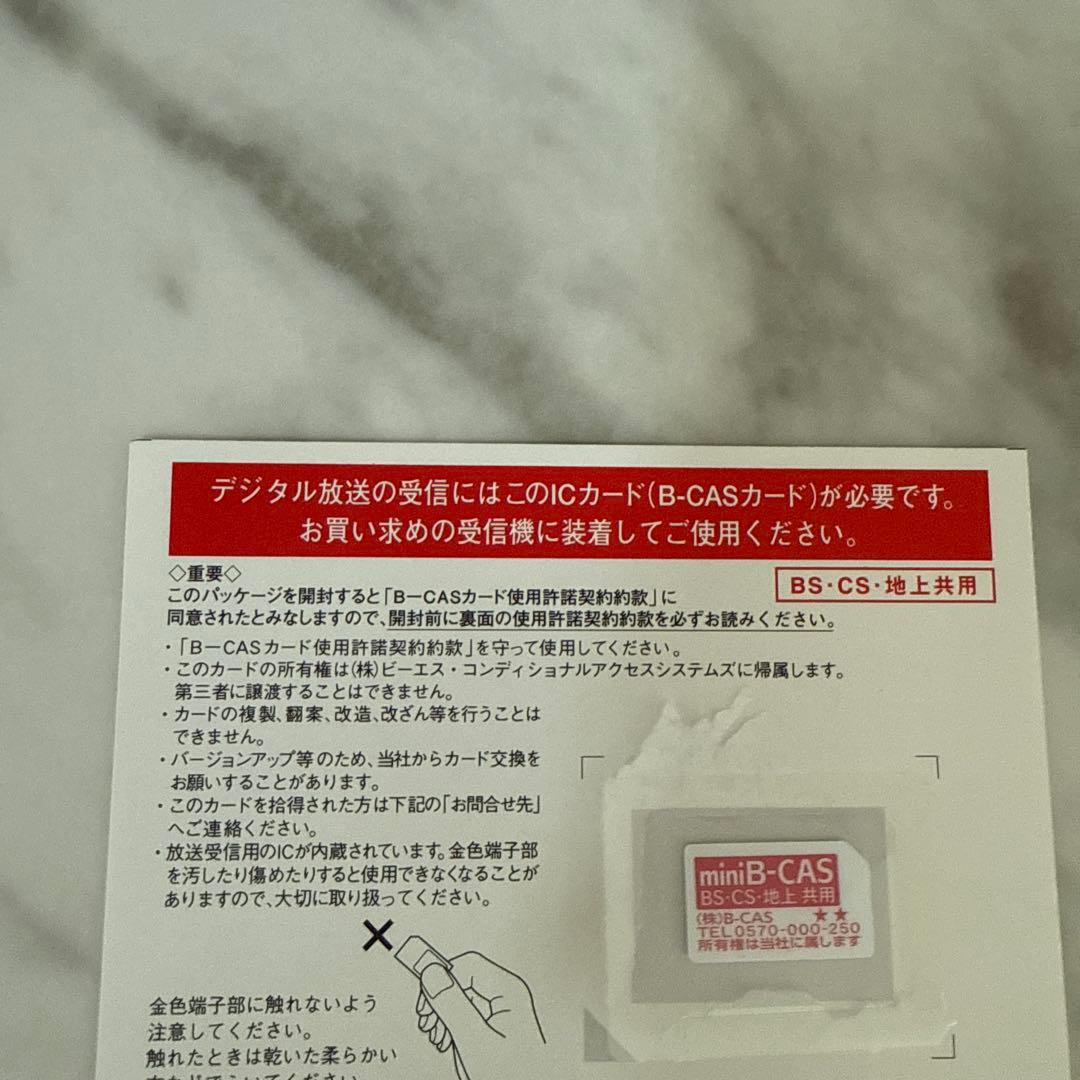 デジタル放送の受信にはこのICカード(B-CASカード)が必要です。
お買い求めの受信機に装着してご使用ください。
◇重要◇
このパッケージを開封すると「B－CASカード使用許諾契約約款」に
同意されたとみなしますので、開封前に裏面の使用許諾契約約款を必ずお読みください。
BS・CS・地上共用
・「B－CASカード使用許諾契約約款」を守って使用してください。
・このカードの所有権は(株)ビーエス・コンディショナルアクセスシステムズに帰属します。
第三者に譲渡することはできません。
・カードの複製、翻案、改造、改ざん等を行うことは
できません。
・バージョンアップ等のため、当社からカード交換を
お願いすることがあります。
・このカードを拾得された方は下記の「お問合せ先」
へご連絡ください。
・放送受信用のICが内蔵されています。金色端子部
を汚したり傷めたりすると使用できなくなることが
ありますので、大切に取り扱ってください。
金色端子部に触れないよう
注意してください。
触れたときは乾いた柔らかい
miniB-CAS
BS・CS・地上 共用
(株)B-CAS ★★
TEL0570-000-250
所有権は当社に属します